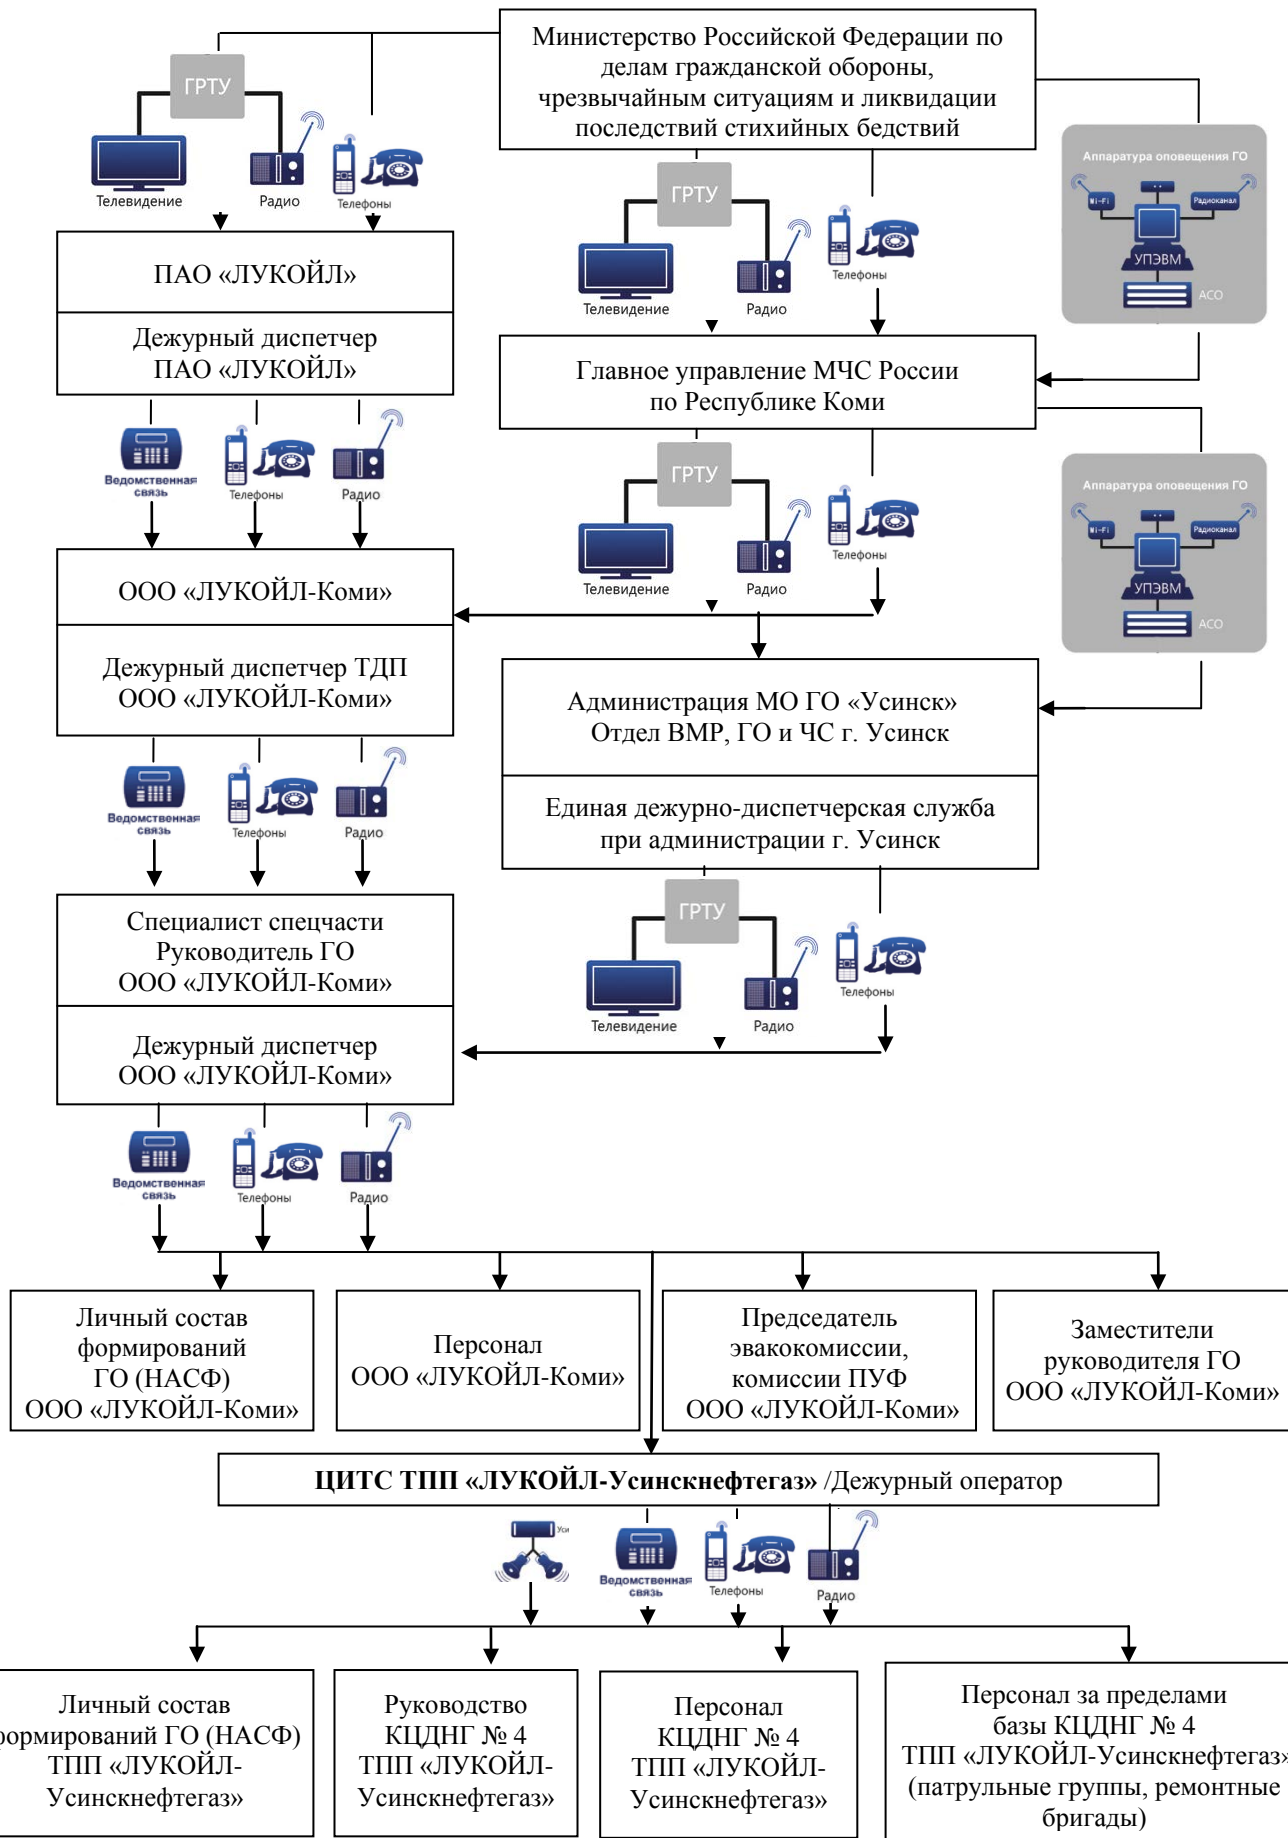 Министерство Российской Федерации по
делам гражданской обороны,
чрезвычайным ситуациям и ликвидации
последствий стихийных бедствий
ГРТУ
Телевидение
Радио
Телефоны
ГРТУ
Телевидение
Радио
Телефоны
Аппаратура оповещения ГО
Wi-Fi
Радиоканал
УПЭВМ
АСО
ПАО «ЛУКОЙЛ»
Дежурный диспетчер
ПАО «ЛУКОЙЛ»
Главное управление МЧС России
по Республике Коми
Ведомственная
связь
Телефоны
Радио
ГРТУ
Телевидение
Радио
Телефоны
Аппаратура оповещения ГО
Wi-Fi
Радиоканал
УПЭВМ
АСО
ООО «ЛУКОЙЛ-Коми»
Дежурный диспетчер ТДП
ООО «ЛУКОЙЛ-Коми»
Администрация МО ГО «Усинск»
Отдел ВМР, ГО и ЧС г. Усинск
Единая дежурно-диспетчерская служба
при администрации г. Усинск
Ведомственная
связь
Телефоны
Радио
ГРТУ
Телевидение
Радио
Телефоны
Специалист спецчасти
Руководитель ГО
ООО «ЛУКОЙЛ-Коми»
Дежурный диспетчер
ООО «ЛУКОЙЛ-Коми»
Ведомственная
связь
Телефоны
Радио
Личный состав
формирований
ГО (НАСФ)
ООО «ЛУКОЙЛ-Коми»
Персонал
ООО «ЛУКОЙЛ-Коми»
Председатель
эвакокомиссии,
комиссии ПУФ
ООО «ЛУКОЙЛ-Коми»
Заместители
руководителя ГО
ООО «ЛУКОЙЛ-Коми»
ЦИТС ТПП «ЛУКОЙЛ-Усинскнефтегаз» /Дежурный оператор
Уси
Ведомственная
связь
Телефоны
Радио
Личный состав
формирований ГО (НАСФ)
ТПП «ЛУКОЙЛ-
Усинскнефтегаз»
Руководство
КЦДНГ № 4
ТПП «ЛУКОЙЛ-
Усинскнефтегаз»
Персонал
КЦДНГ № 4
ТПП «ЛУКОЙЛ-
Усинскнефтегаз»
Персонал за пределами
базы КЦДНГ № 4
ТПП «ЛУКОЙЛ-Усинскнефтегаз»
(патрульные группы, ремонтные
бригады)